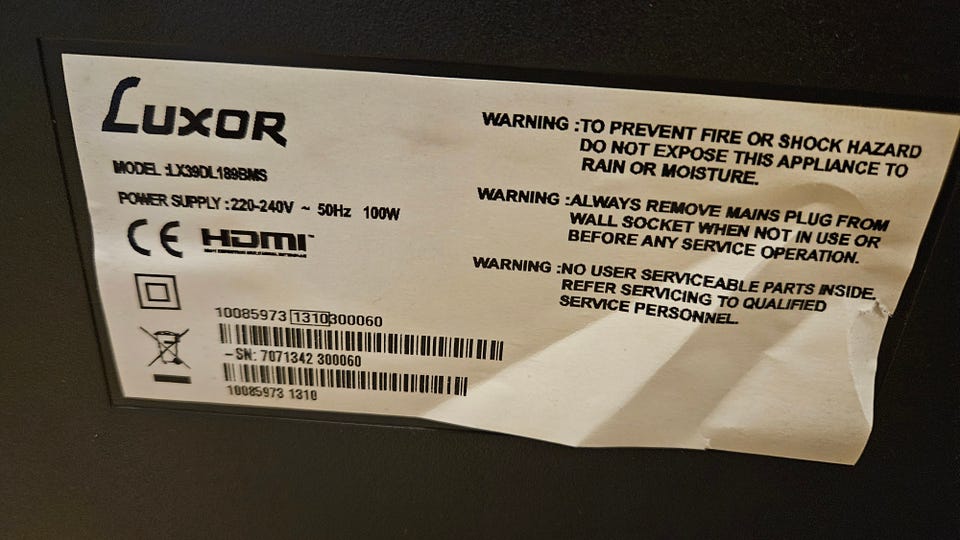 LUXOR
MODEL :LX39DL189BMS
POWER SUPPLY :220-240V ~ 50Hz 100W
CE HDMI™
10085973 1310 300060
-SN: 7071342 300060
10085973 1310
WARNING :TO PREVENT FIRE OR SHOCK HAZARD
DO NOT EXPOSE THIS APPLIANCE TO
RAIN OR MOISTURE.
WARNING :ALWAYS REMOVE MAINS PLUG FROM
WALL SOCKET WHEN NOT IN USE OR
BEFORE ANY SERVICE OPERATION.
WARNING :NO USER SERVICEABLE PARTS INSIDE.
REFER SERVICING TO QUALIFIED
SERVICE PERSONNEL.